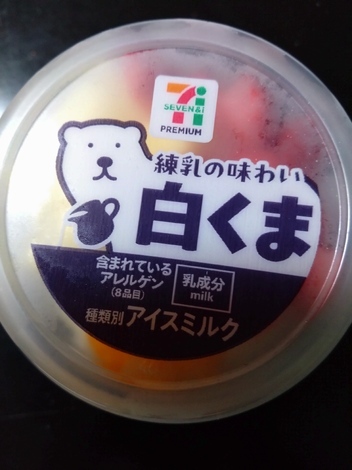 7i
SEVEN&i
PREMIUM
練乳の味わい
白くま
含まれている
アレルゲン
(8品目)
乳成分
milk
種類別 アイスミルク